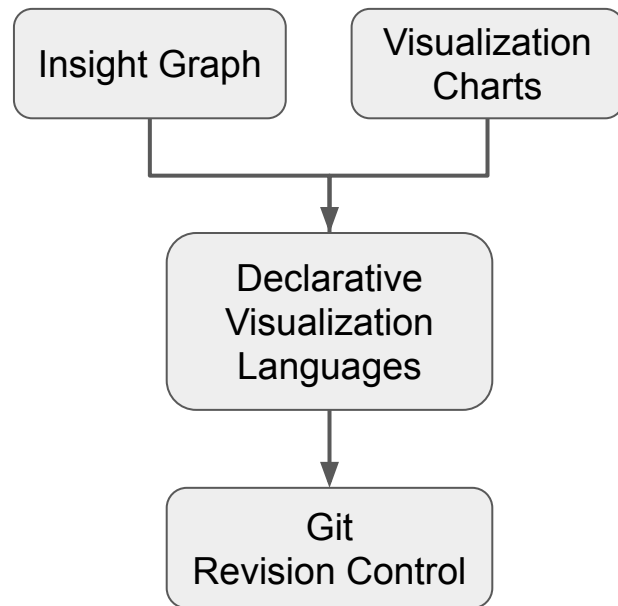 Insight Graph
Visualization
Charts
Declarative
Visualization
Languages
Git
Revision Control